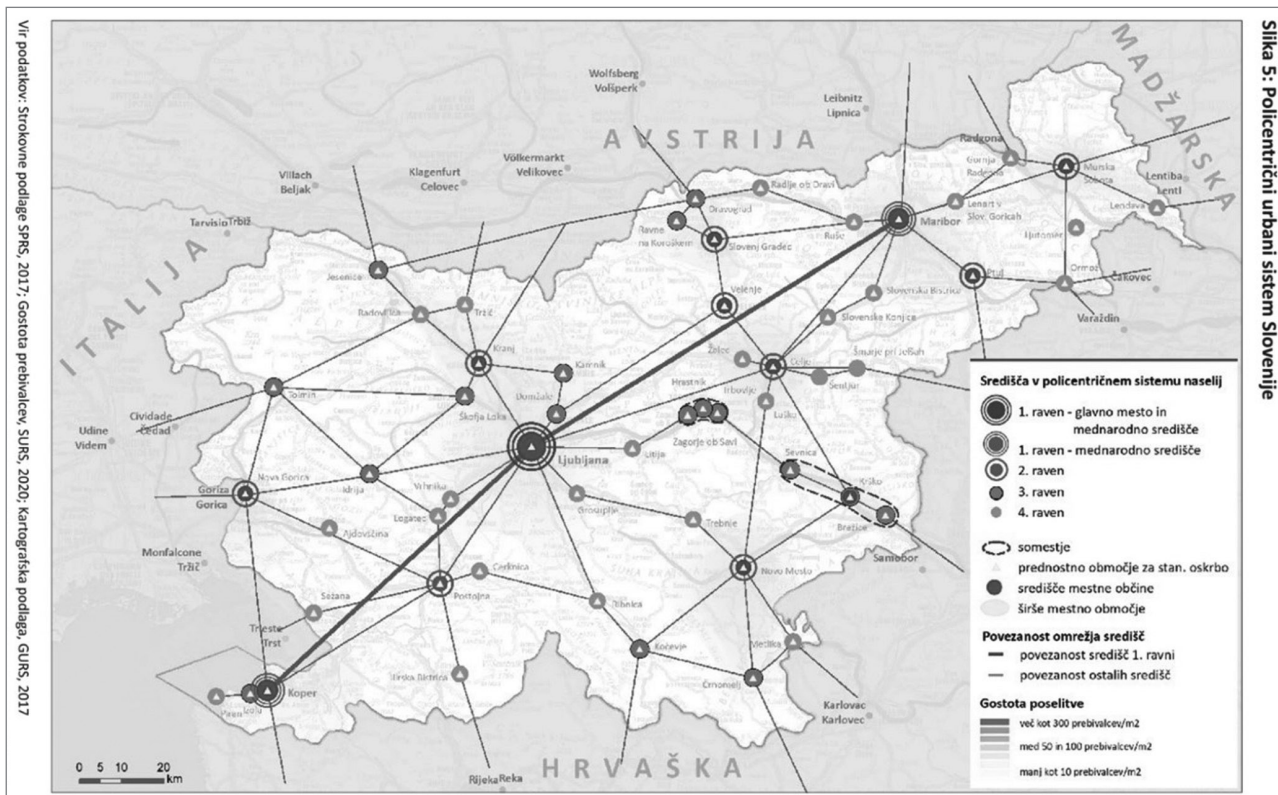 Slika 5: Policentrični urbani sistem Slovenije
Wolfsberg
Volšperk
Leibnitz
Lipnica
MADŽARSKA
AVSTRIJA
Radgona
Gornja
Radgona
Murska
Sobota
Völkermarkt
Velikovec
Villach
Beljak
Klagenfurt
Celovec
Radlje ob Dravi
Lentiba
Lenti
Dravograd
Lenart v
Slov. Goricah
Lendava
Tarvisio Trbiž
Ravne
na Koroškem
Slovenj Gradec
Ruše
Maribor
Ljutomer
ITALIJA
Jesenice
Ptuj
Ormož
Čakovec
Velenje
Slovenska Bistrica
Radovljica
Tržič
Slovenske Konjice
Varaždin
Kranj
Kamnik
Žalec
Celje
Šmarje pri Jelšah
Šentjur
Hrastnik
Trbovlje
Domžale
Laško
Tolmin
Škofja Loka
Cividade
Čedad
Udine
Videm
Zagorje ob Savi
Ljubljana
Litija
Sevnica
Nova Gorica
Idrija
Vrhnika
Krško
Goriza
Gorica
Grosuplje
Logatec
Trebnje
Brežice
Ajdovščina
Monfalcone
Tržič
Samobor
Cerknica
Novo Mesto
Postojna
Sežana
Ribnica
Trieste
Trst
Kočevje
Metlika
Ilirska Bistrica
Črnomelj
Koper
Izola
Piran
Karlovac
Karlovec
HRVAŠKA
Rijeka Reka
0 5 10 20
km
Središča v policentričnem sistemu naselij
1. raven - glavno mesto in
mednarodno središče
1. raven - mednarodno središče
2. raven
3. raven
4. raven
somestje
prednostno območje za stan. oskrbo
središče mestne občine
širše mestno območje
Povezanost omrežja središč
povezanost središč 1. ravni
povezanost ostalih središč
Gostota poselitve
več kot 300 prebivalcev/m2
med 50 in 100 prebivalcev/m2
manj kot 10 prebivalcev/m2
Vir podatkov: Strokovne podlage SPRS, 2017; Gostota prebivalcev, SURS, 2020; Kartografska podlaga, GURS, 2017